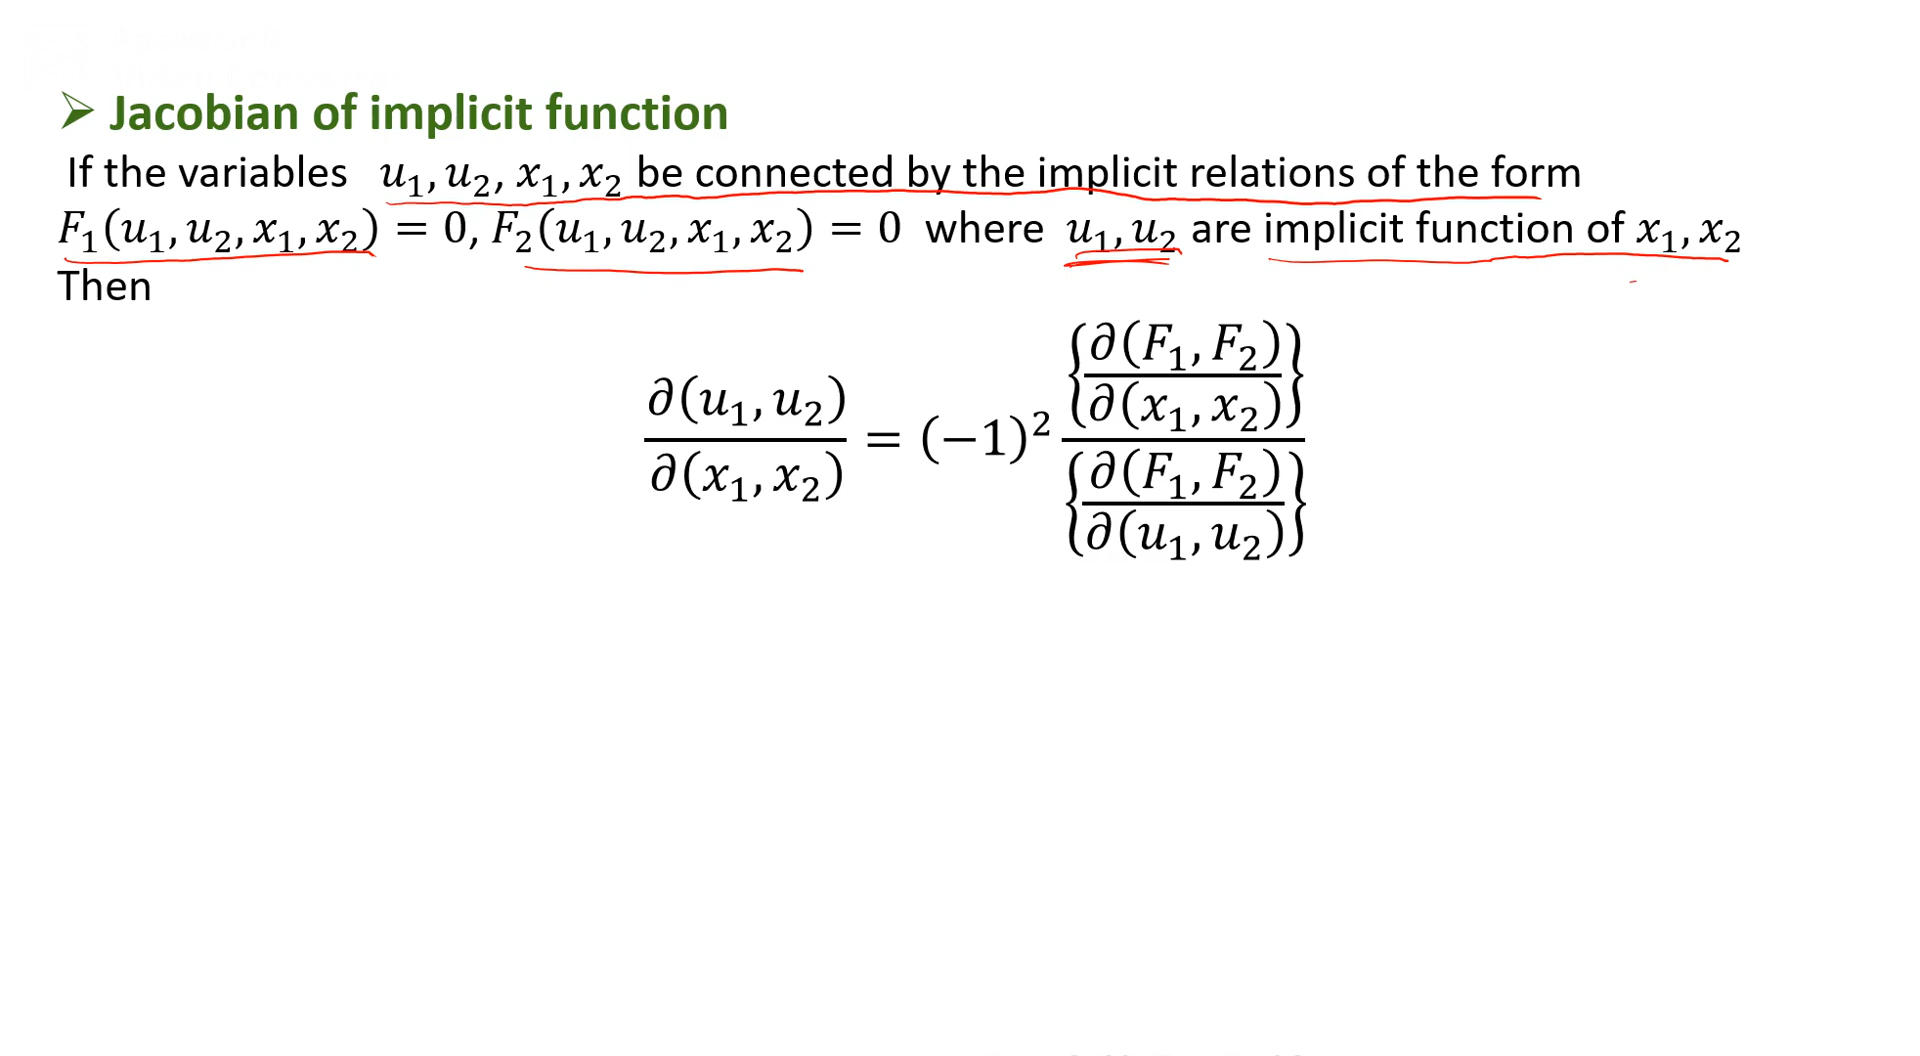 ➢ Jacobian of implicit function
If the variables u₁, u₂, x₁, x₂ be connected by the implicit relations of the form
F₁(u₁, u₂, x₁, x₂) = 0, F₂(u₁, u₂, x₁, x₂) = 0 where u₁, u₂ are implicit function of x₁, x₂
Then
∂(u₁, u₂)/∂(x₁, x₂) = (−1)² {∂(F₁, F₂)/∂(x₁, x₂)}/{∂(F₁, F₂)/∂(u₁, u₂)}